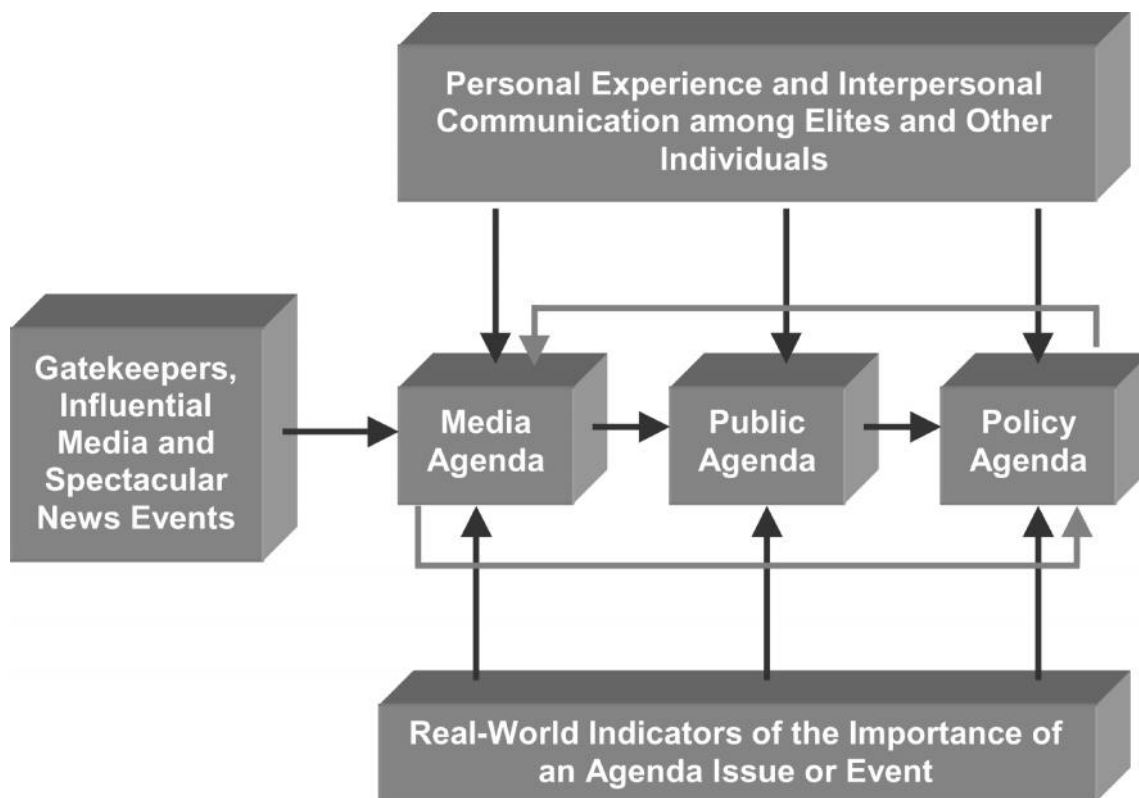 Personal Experience and Interpersonal
Communication among Elites and Other
Individuals
Gatekeepers,
Influential
Media and
Spectacular
News Events
Media
Agenda
Public
Agenda
Policy
Agenda
Real-World Indicators of the Importance of
an Agenda Issue or Event